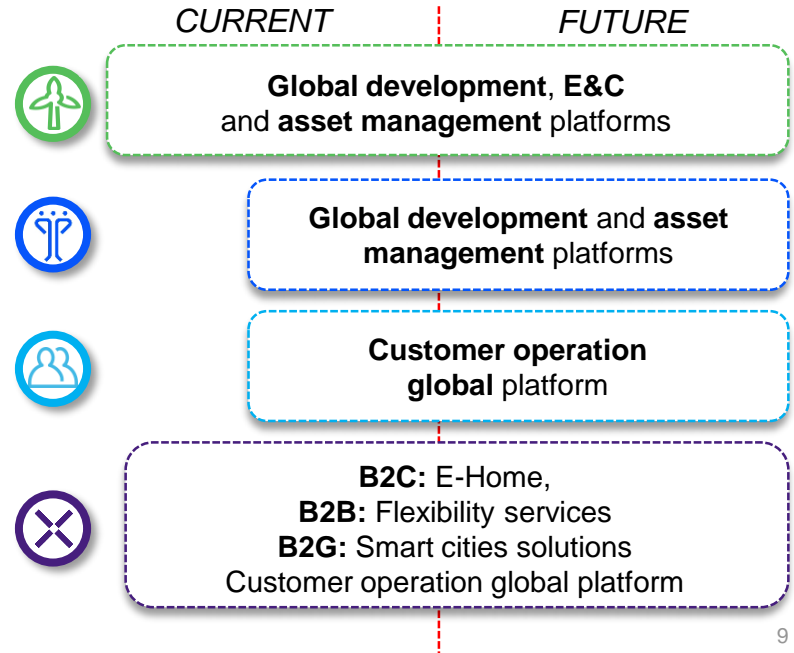 CURRENT FUTURE
Global development, E&C
and asset management platforms
Global development and asset
management platforms
Customer operation
global platform
B2C: E-Home,
B2B: Flexibility services
B2G: Smart cities solutions
Customer operation global platform
9